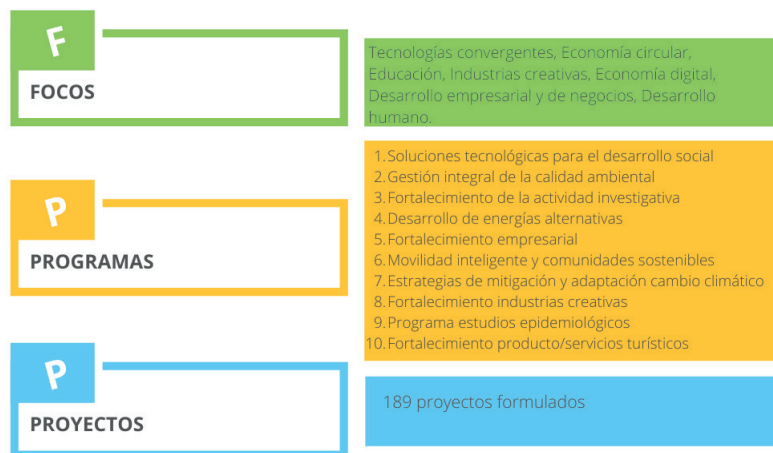 F
FOCOS
Tecnologías convergentes, Economía circular,
Educación, Industrias creativas, Economía digital,
Desarrollo empresarial y de negocios, Desarrollo
humano.
P
PROGRAMAS
1. Soluciones tecnológicas para el desarrollo social
2. Gestión integral de la calidad ambiental
3. Fortalecimiento de la actividad investigativa
4. Desarrollo de energías alternativas
5. Fortalecimiento empresarial
6. Movilidad inteligente y comunidades sostenibles
7. Estrategias de mitigación y adaptación cambio climático
8. Fortalecimiento industrias creativas
9. Programa estudios epidemiológicos
10. Fortalecimiento producto/servicios turísticos
P
PROYECTOS
189 proyectos formulados